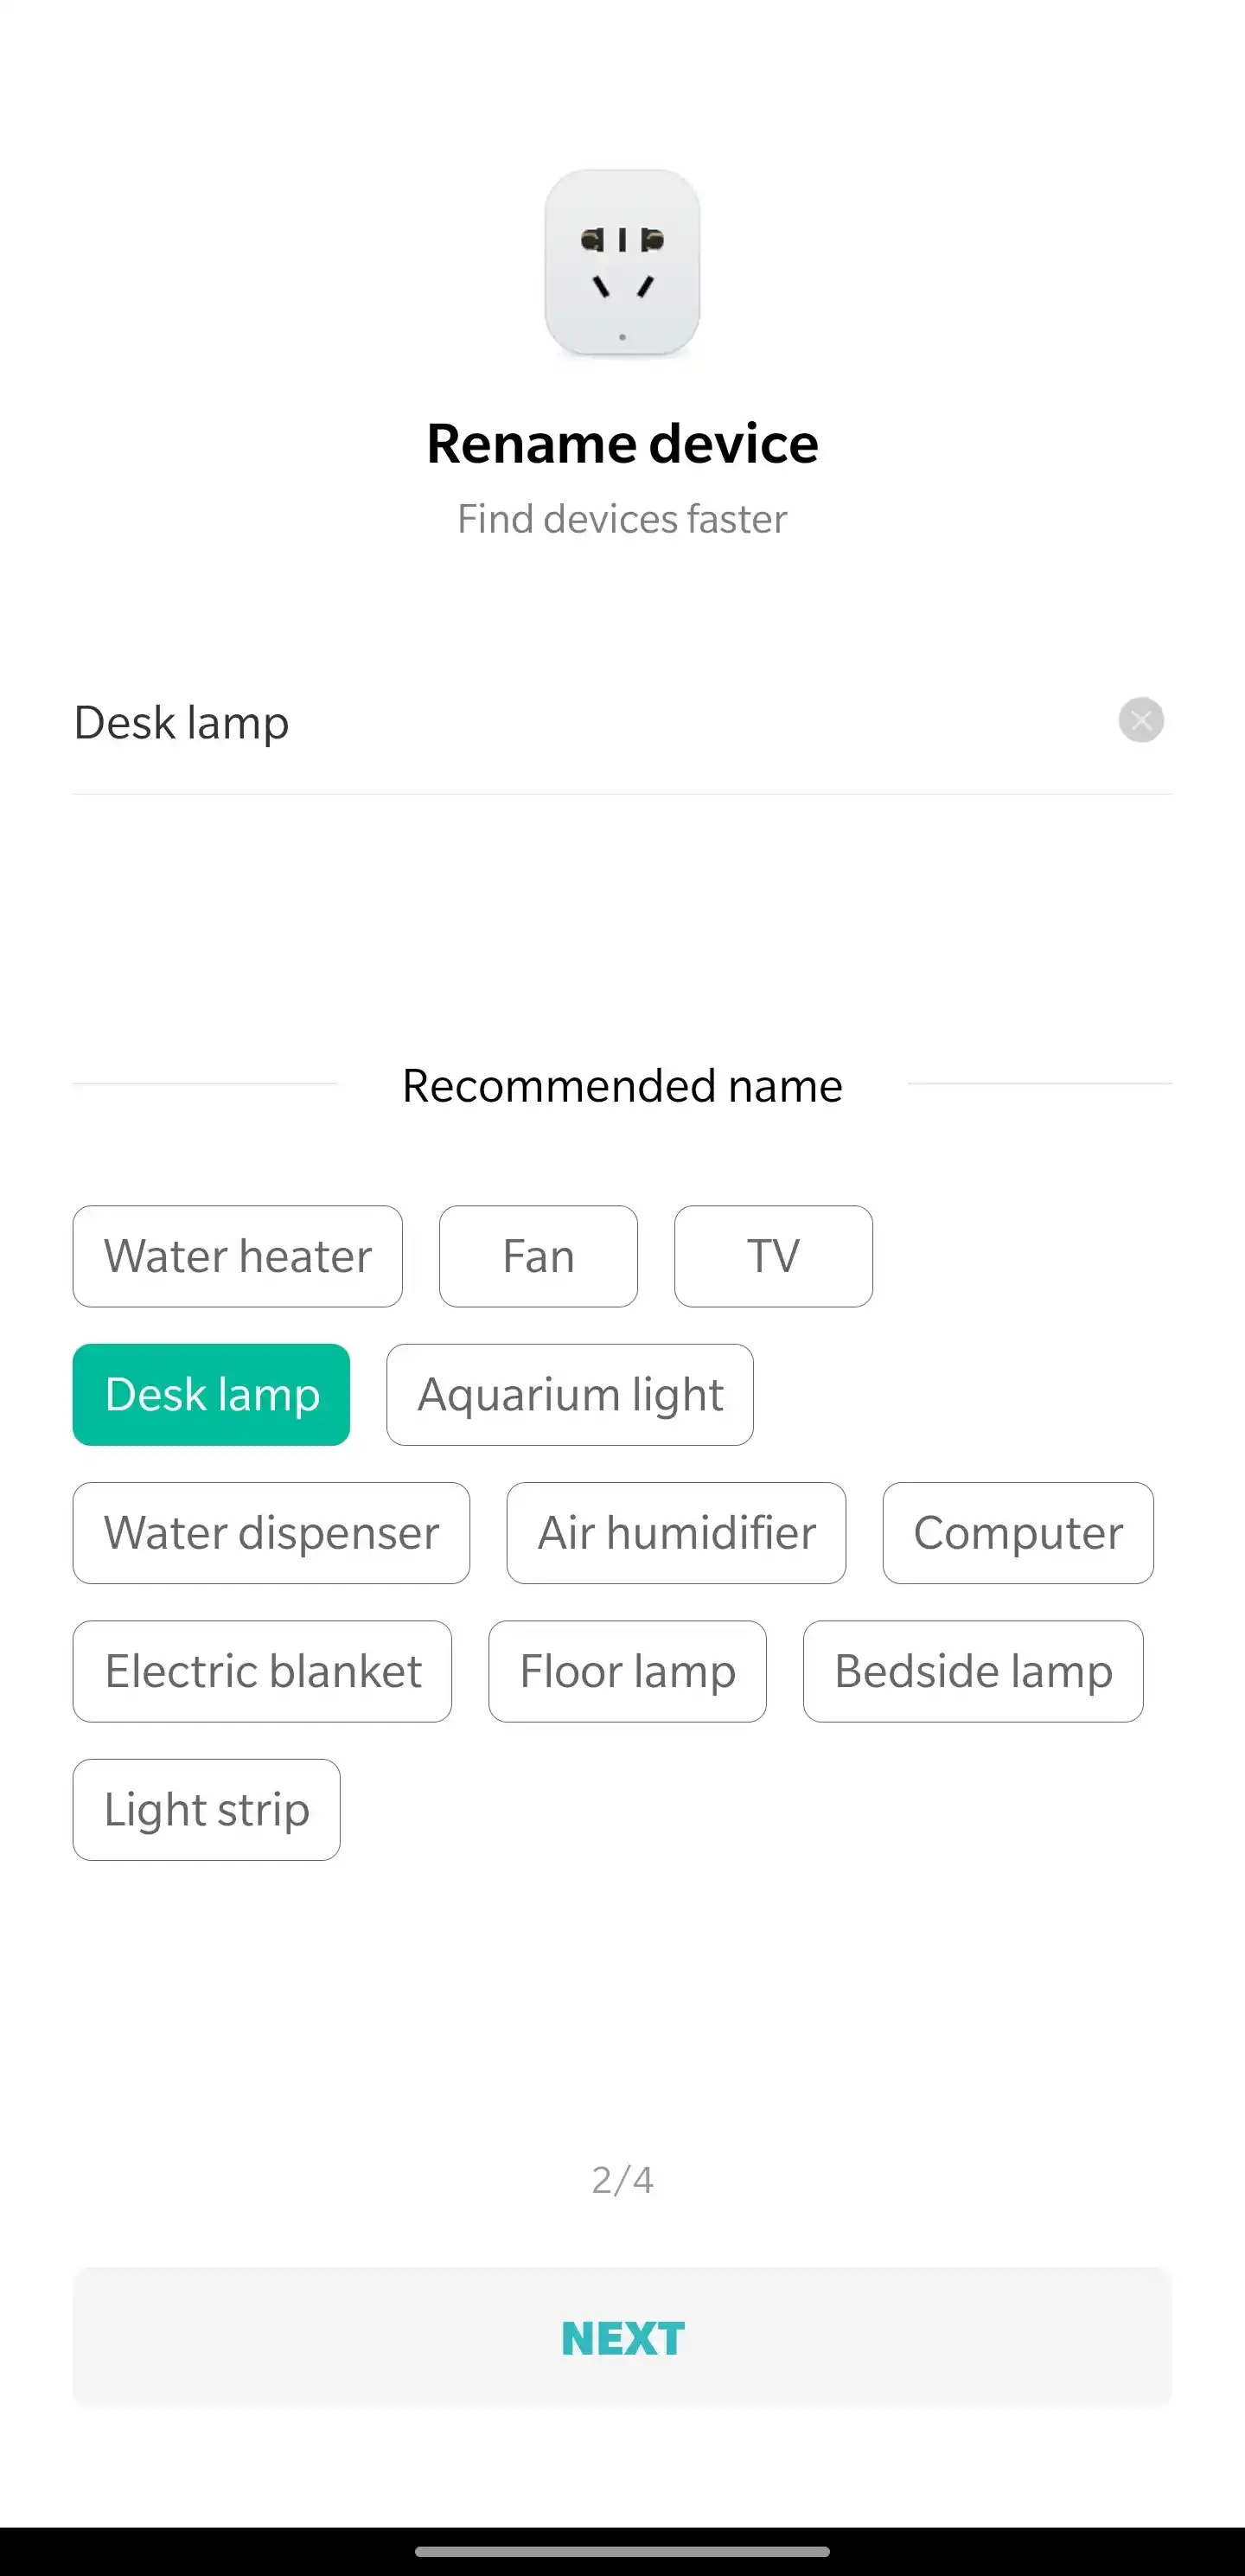 Rename device
Find devices faster
Desk lamp
Recommended name
Water heater
Fan
TV
Desk lamp
Aquarium light
Water dispenser
Air humidifier
Computer
Electric blanket
Floor lamp
Bedside lamp
Light strip
2/4
NEXT